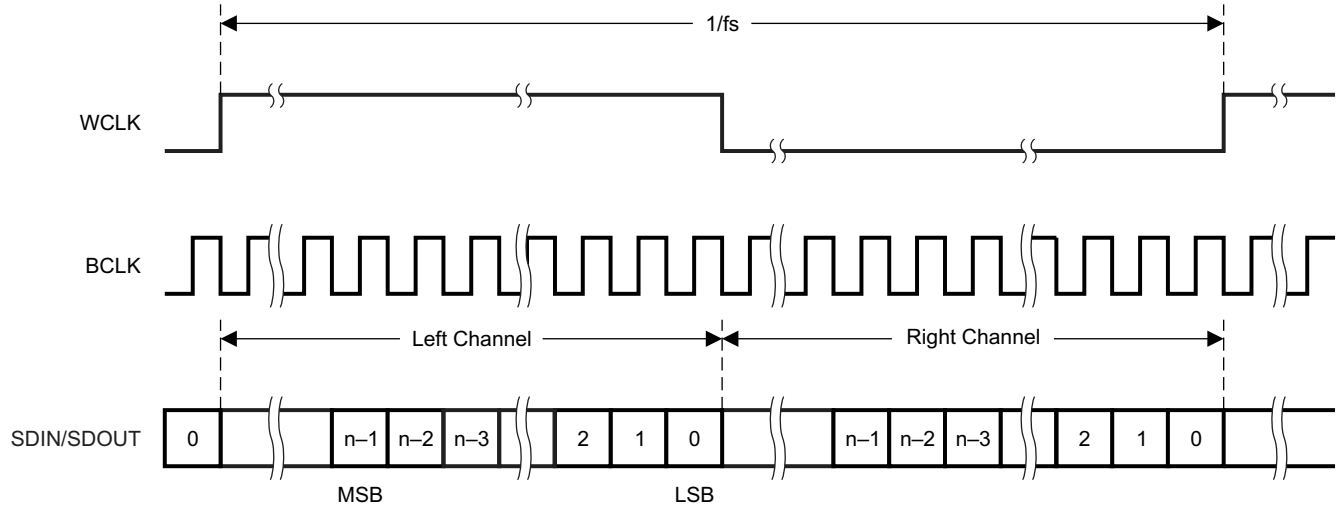 1/fs
WCLK
BCLK
Left Channel
Right Channel
SDIN/SDOUT
0 n–1 n–2 n–3 2 1 0 n–1 n–2 n–3 2 1 0
MSB LSB